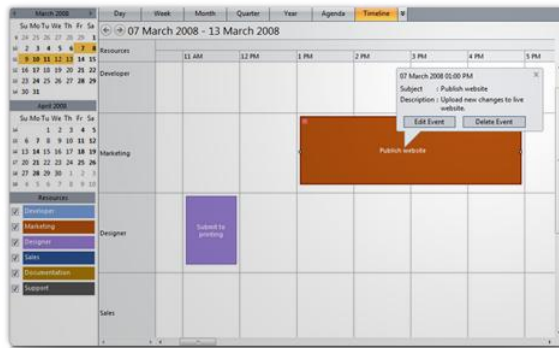 March 2008
Su Mo Tu We Th Fr Sa
24 25 26 27 28 29 1
2 3 4 5 6 7 8
9 10 11 12 13 14 15
16 17 18 19 20 21 22
23 24 25 26 27 28 29
30 31
April 2008
Su Mo Tu We Th Fr Sa
1 2 3 4 5
6 7 8 9 10 11 12
13 14 15 16 17 18 19
20 21 22 23 24 25 26
27 28 29 30 1 2 3
4 5 6 7 8 9 10
Resources
Developer
Marketing
Designer
Sales
Documentation
Support
Day Week Month Quarter Year Agenda Timeline
07 March 2008 - 13 March 2008
Resources
11 AM 12 PM 1 PM 2 PM 3 PM 4 PM 5 PM
Developer
07 March 2008 01:00 PM X
Subject : Publish website
Description : Upload new changes to live
website.
Edit Event Delete Event
Marketing
Publish website
Designer
Submit to
printing
Sales